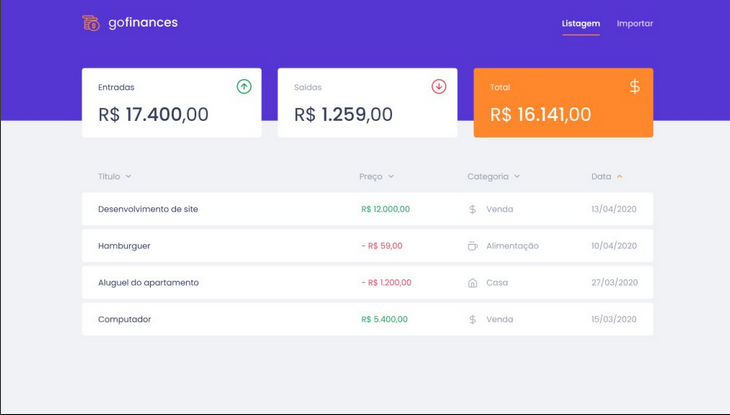 gofinances Listagem Importar
Entradas Saídas Total
R$ 17.400,00 R$ 1.259,00 R$ 16.141,00
Título Preço Categoria Data
Desenvolvimento de site R$ 12.000,00 Venda 13/04/2020
Hamburguer - R$ 59,00 Alimentação 10/04/2020
Aluguel do apartamento - R$ 1.200,00 Casa 27/03/2020
Computador R$ 5.400,00 Venda 15/03/2020